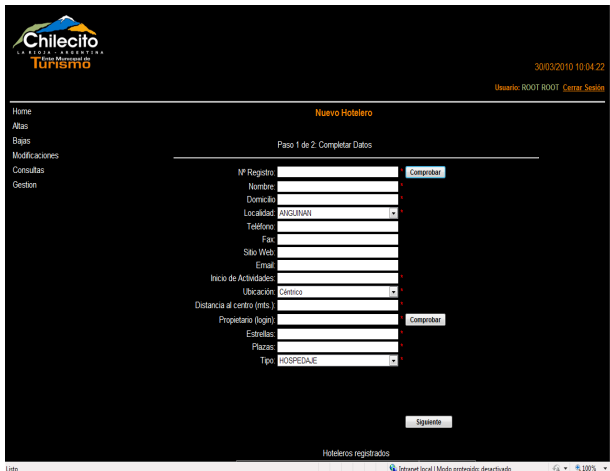 Chilecito
LA RIOJA - ARGENTINA
Ente Municipal de
Turismo
30/03/2010 10:04:22
Usuario: ROOT ROOT Cerrar Sesión
Home
Altas
Bajas
Modificaciones
Consultas
Gestion
Nuevo Hotelero
Paso 1 de 2: Completar Datos
Nº Registro: * Comprobar
Nombre: *
Domicilio *
Localidad: ANGUINAN *
Teléfono:
Fax:
Sitio Web:
Email:
Inicio de Actividades: *
Ubicación: Céntrico *
Distancia al centro (mts.): *
Propietario (login): * Comprobar
Estrellas: *
Plazas: *
Tipo: HOSPEDAJE *
Siguiente
Hoteleros registrados
Listo
Intranet local | Modo protegido: desactivado
100%